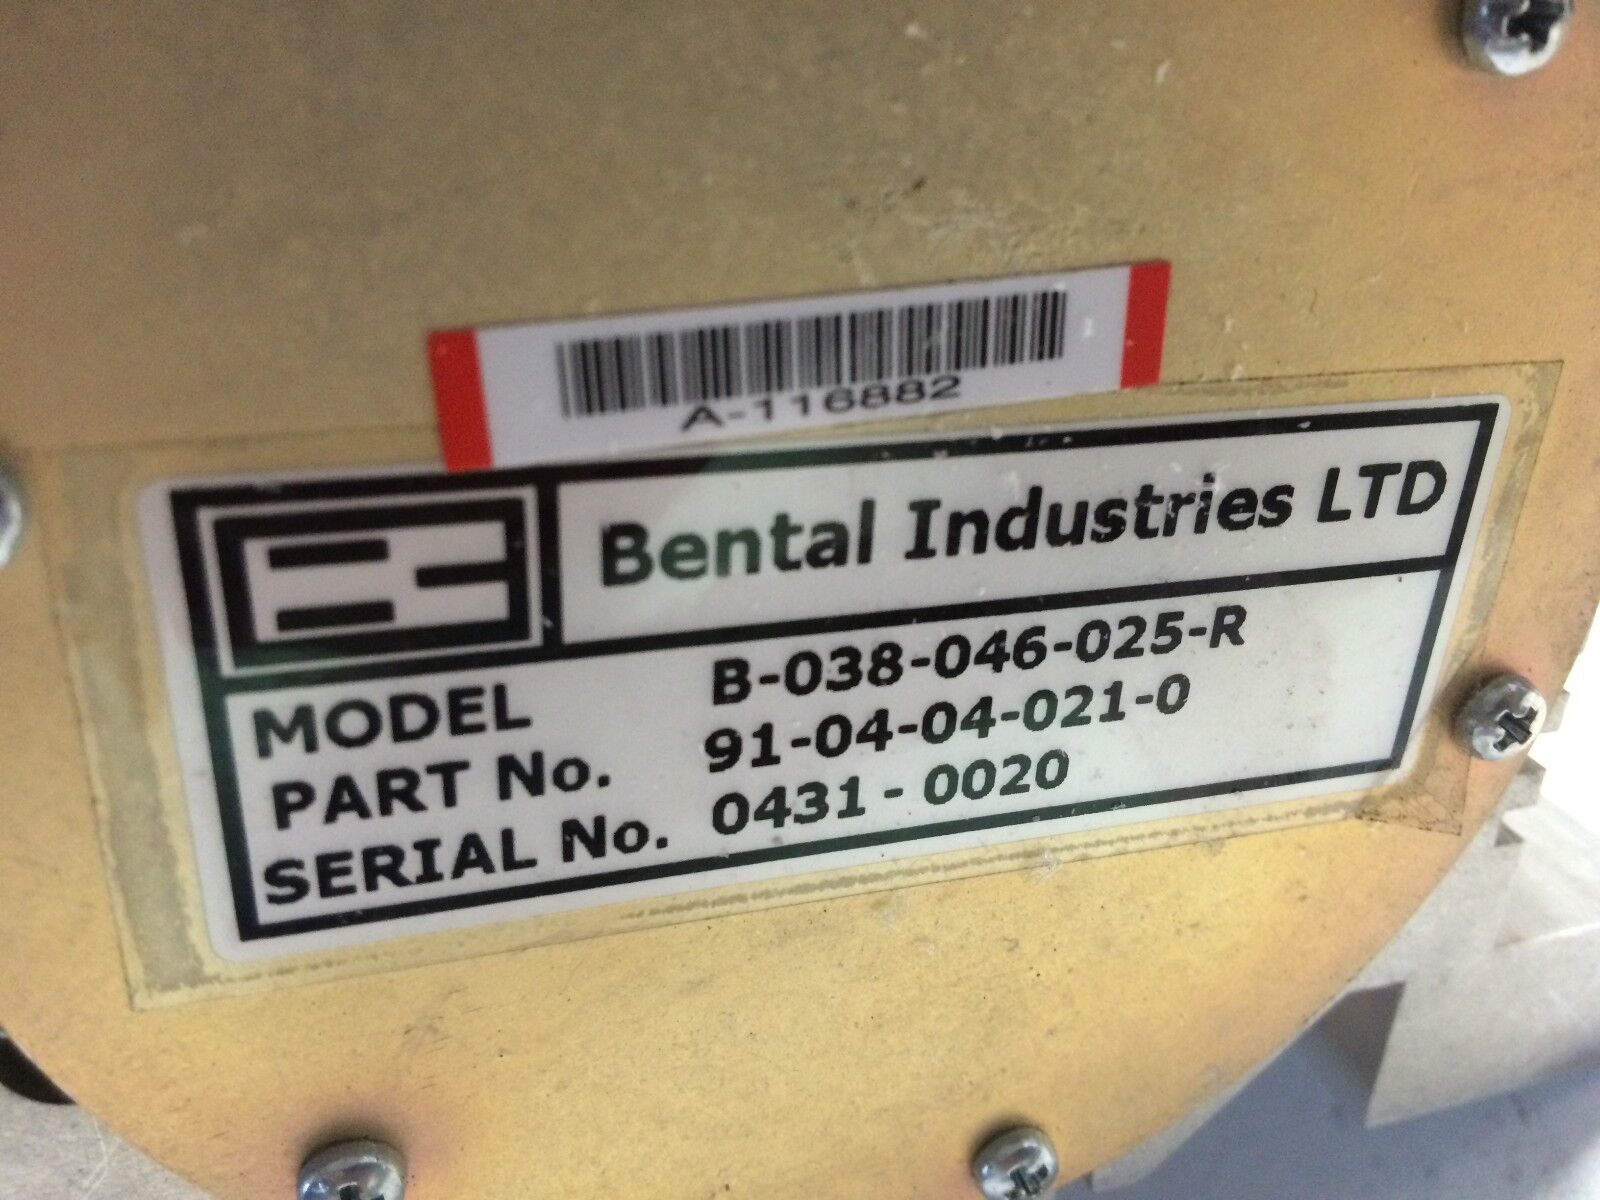 A-116882
Bental Industries LTD
MODEL B-038-046-025-R
PART No. 91-04-04-021-0
SERIAL No. 0431 - 0020